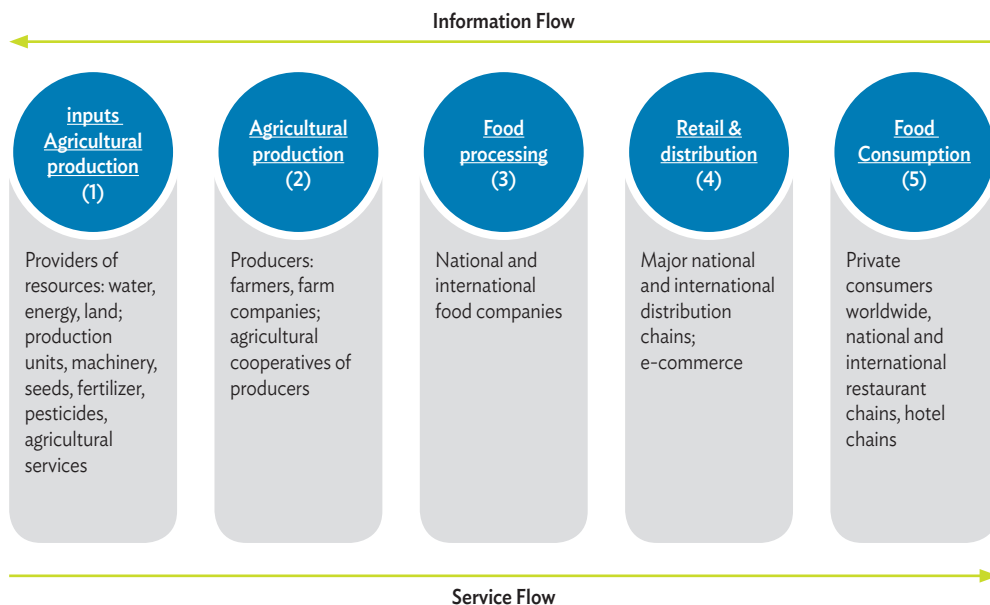 Information Flow
inputs
Agricultural
production
(1)
Providers of
resources: water,
energy, land;
production
units, machinery,
seeds, fertilizer,
pesticides,
agricultural
services
Agricultural
production
(2)
Producers:
farmers, farm
companies;
agricultural
cooperatives of
producers
Food
processing
(3)
National and
international
food companies
Retail &
distribution
(4)
Major national
and international
distribution
chains;
e-commerce
Food
Consumption
(5)
Private
consumers
worldwide,
national and
international
restaurant
chains, hotel
chains
Service Flow